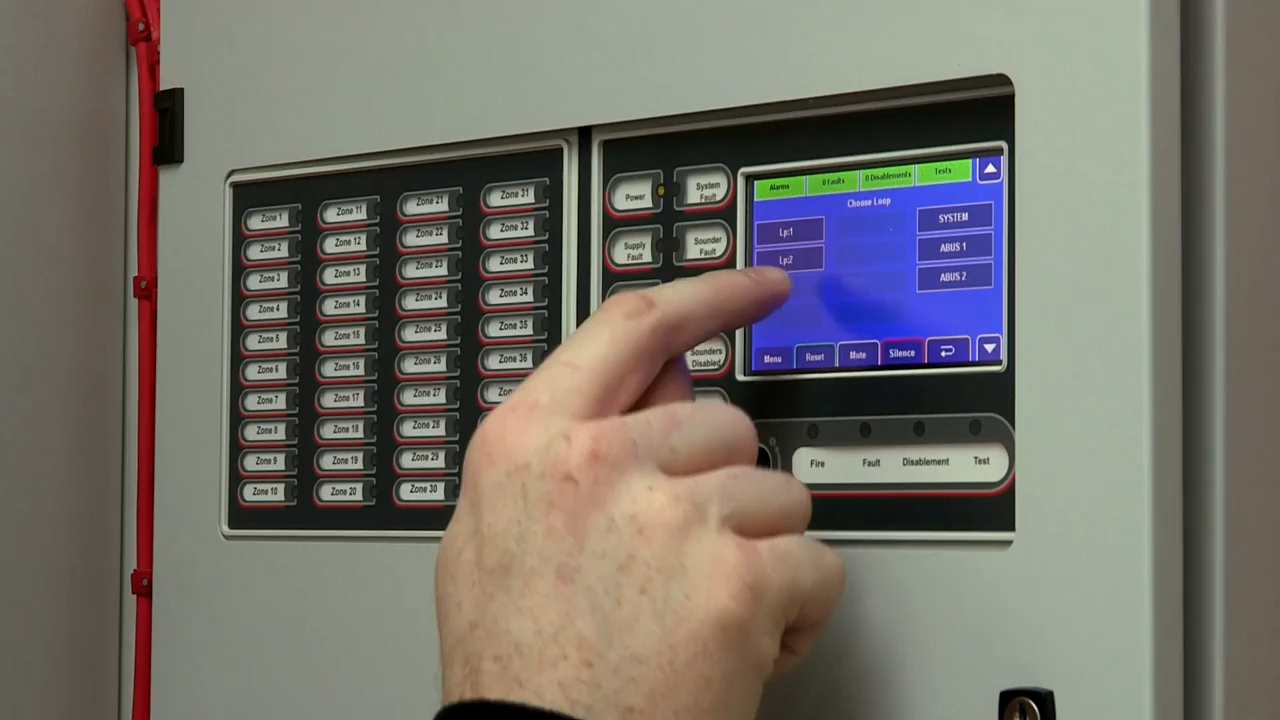 Zone 1
Zone 2
Zone 3
Zone 4
Zone 5
Zone 6
Zone 7
Zone 8
Zone 9
Zone 10
Zone 11
Zone 12
Zone 13
Zone 14
Zone 15
Zone 16
Zone 17
Zone 18
Zone 19
Zone 20
Zone 21
Zone 22
Zone 23
Zone 24
Zone 25
Zone 26
Zone 27
Zone 28
Zone 29
Zone 30
Zone 31
Zone 32
Zone 33
Zone 34
Zone 35
Zone 36
Power
System
Fault
Supply
Fault
Sounder
Fault
Sounders
Disabled
Alarms
0 Faults
0 Disablements
Tests
Choose Loop
Lp:1
Lp:2
SYSTEM
ABUS 1
ABUS 2
Menu
Reset
Mute
Silence
Fire
Fault
Disablement
Test